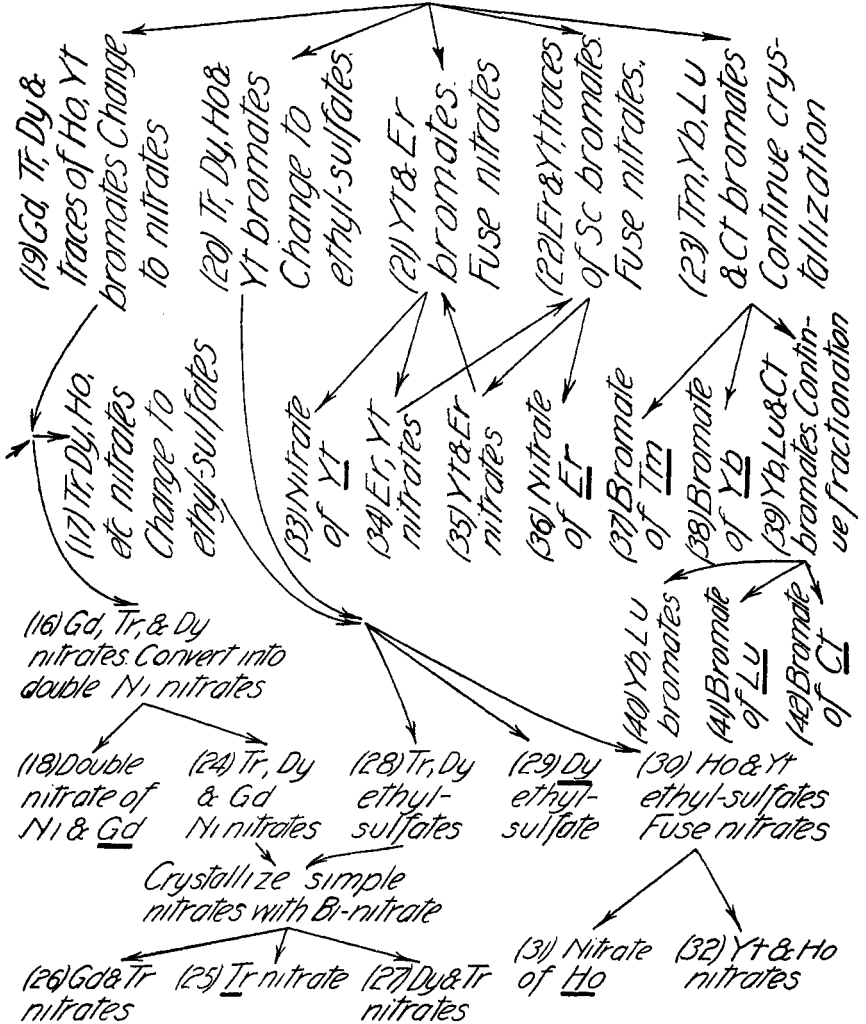 (19) Gd, Tr, Dy &
traces of Ho, Yt
bromates Change
to nitrates
(20) Tr, Dy, Ho &
Yt bromates
Change to
ethyl-sulfates.
(21) Yt & Er
bromates.
Fuse nitrates
(22) Er & Yt, traces
of Sc bromates.
Fuse nitrates.
(23) Tm, Yb, Lu
& Ct bromates
Continue crys-
tallization
(17) Tr, Dy, Ho,
etc nitrates
Change to
ethyl-sulfates
(33) Nitrate
of Yt
(34) Er, Yt
nitrates
(35) Yt & Er
nitrates
(36) Nitrate
of Er
(37) Bromate
of Tm
(38) Bromate
of Yb
(39) Yb, Lu & Ct
bromates. Contin-
ue fractionation
(40) Yb, Lu
bromates
(41) Bromate
of Lu
(42) Bromate
of Ct
(16) Gd, Tr, & Dy
nitrates. Convert into
double Ni nitrates
(18) Double
nitrate of
Ni & Gd
(24) Tr, Dy
& Gd
Ni nitrates
(28) Tr, Dy
ethyl-
sulfates
(29) Dy
ethyl-
sulfate
(30) Ho & Yt
ethyl-sulfates
Fuse nitrates
Crystallize simple
nitrates with Bi-nitrate
(26) Gd & Tr
nitrates
(25) Tr nitrate
(27) Dy & Tr
nitrates
(31) Nitrate
of Ho
(32) Yt & Ho
nitrates